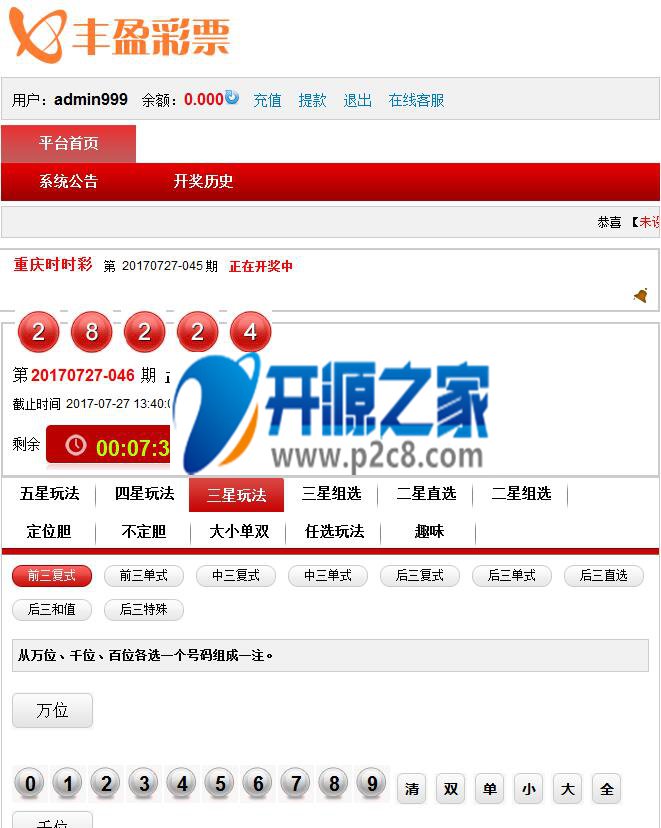 丰盈彩票
用户：admin999 余额：0.000 充值 提款 退出 在线客服
平台首页
系统公告 开奖历史
恭喜 【未
重庆时时彩 第 20170727-045 期 正在开奖中
2 8 2 2 4
第 20170727-046 期
截止时间 2017-07-27 13:40:
剩余 00:07:3
开源之家
www.p2c8.com
五星玩法 四星玩法 三星玩法 三星组选 二星直选 二星组选
定位胆 不定胆 大小单双 任选玩法 趣味
前三复式 前三单式 中三复式 中三单式 后三复式 后三单式 后三直选
后三和值 后三特殊
从万位、千位、百位各选一个号码组成一注。
万位
0 1 2 3 4 5 6 7 8 9 清 双 单 小 大 全
千位